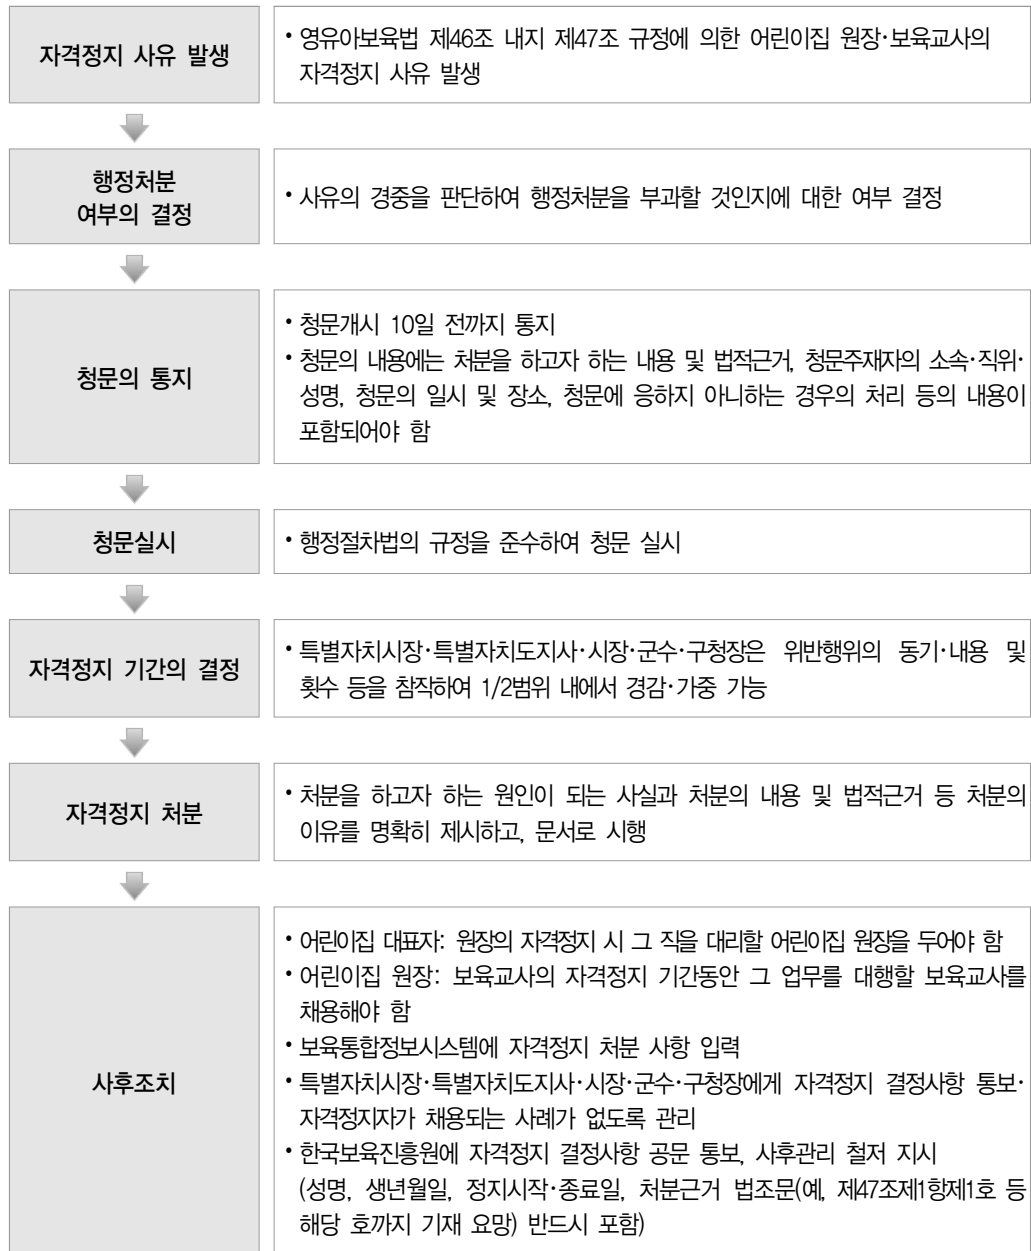 자격정지 사유 발생
• 영유아보육법 제46조 내지 제47조 규정에 의한 어린이집 원장·보육교사의
자격정지 사유 발생
행정처분
여부의 결정
• 사유의 경중을 판단하여 행정처분을 부과할 것인지에 대한 여부 결정
청문의 통지
• 청문개시 10일 전까지 통지
• 청문의 내용에는 처분을 하고자 하는 내용 및 법적근거, 청문주재자의 소속·직위·
성명, 청문의 일시 및 장소, 청문에 응하지 아니하는 경우의 처리 등의 내용이
포함되어야 함
청문실시
• 행정절차법의 규정을 준수하여 청문 실시
자격정지 기간의 결정
• 특별자치시장·특별자치도지사·시장·군수·구청장은 위반행위의 동기·내용 및
횟수 등을 참작하여 1/2범위 내에서 경감·가중 가능
자격정지 처분
• 처분을 하고자 하는 원인이 되는 사실과 처분의 내용 및 법적근거 등 처분의
이유를 명확히 제시하고, 문서로 시행
사후조치
• 어린이집 대표자: 원장의 자격정지 시 그 직을 대리할 어린이집 원장을 두어야 함
• 어린이집 원장: 보육교사의 자격정지 기간동안 그 업무를 대행할 보육교사를
채용해야 함
• 보육통합정보시스템에 자격정지 처분 사항 입력
• 특별자치시장·특별자치도지사·시장·군수·구청장에게 자격정지 결정사항 통보·
자격정지자가 채용되는 사례가 없도록 관리
• 한국보육진흥원에 자격정지 결정사항 공문 통보, 사후관리 철저 지시
(성명, 생년월일, 정지시작·종료일, 처분근거 법조문(예, 제47조제1항제1호 등
해당 호까지 기재 요망) 반드시 포함)